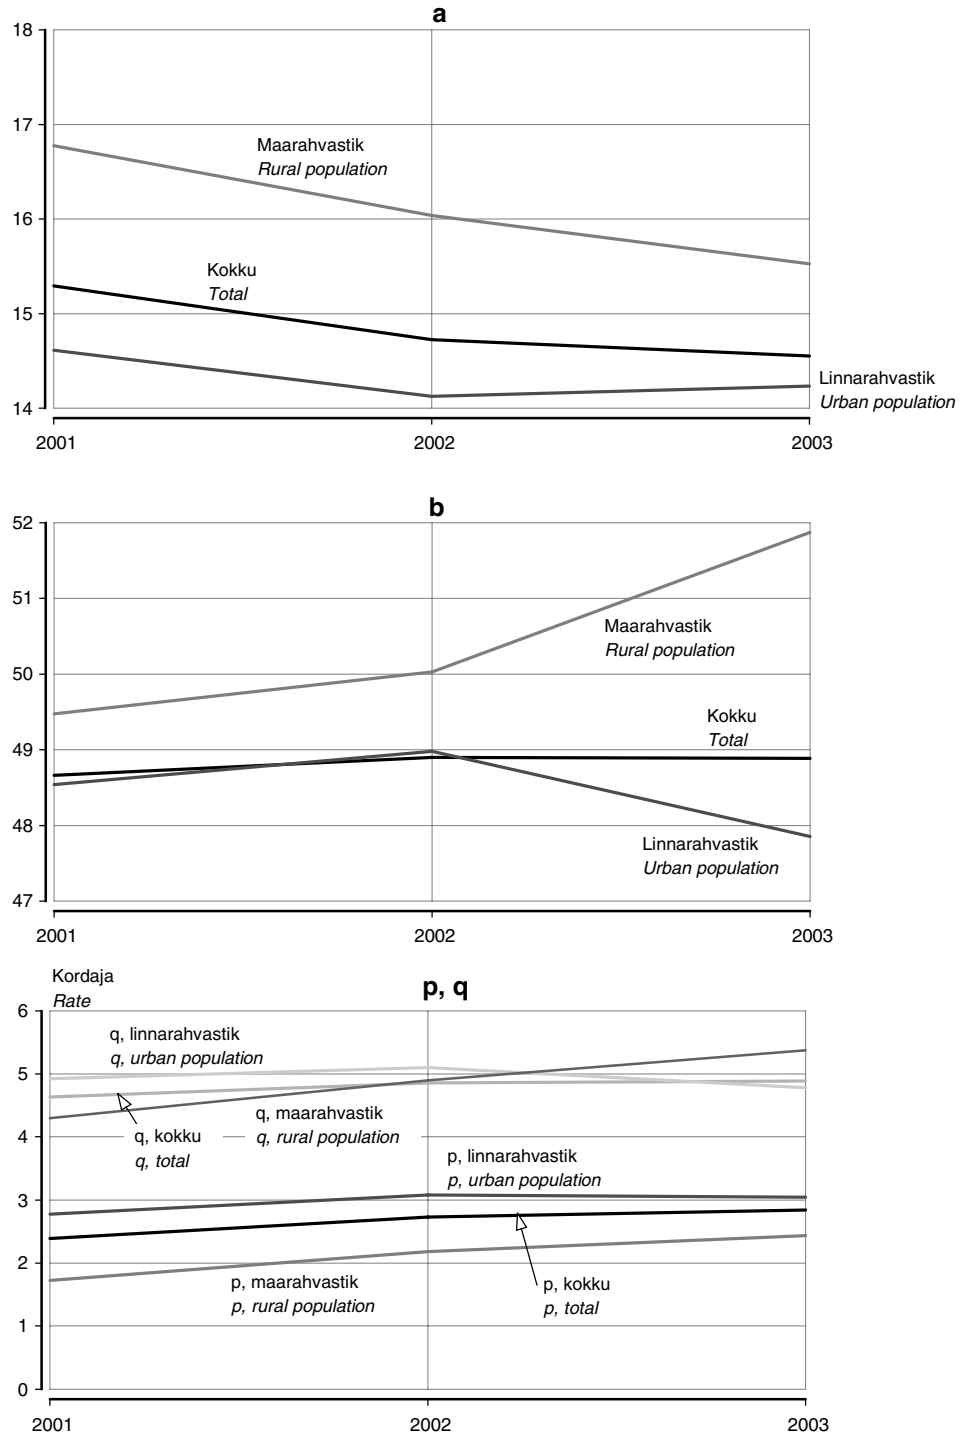 a
18
17
Maarahvastik
Rural population
16
Kokku
Total
15
Linnarahvastik
Urban population
14
2001 2002 2003
b
52
51
Maarahvastik
Rural population
50
Kokku
Total
49
48
Linnarahvastik
Urban population
47
2001 2002 2003
Kordaja
Rate
p, q
6
q, linnarahvastik
q, urban population
5
q, maarahvastik
q, rural population
4
q, kokku
q, total
p, linnarahvastik
p, urban population
3
2
p, maarahvastik
p, rural population
p, kokku
p, total
1
0
2001 2002 2003